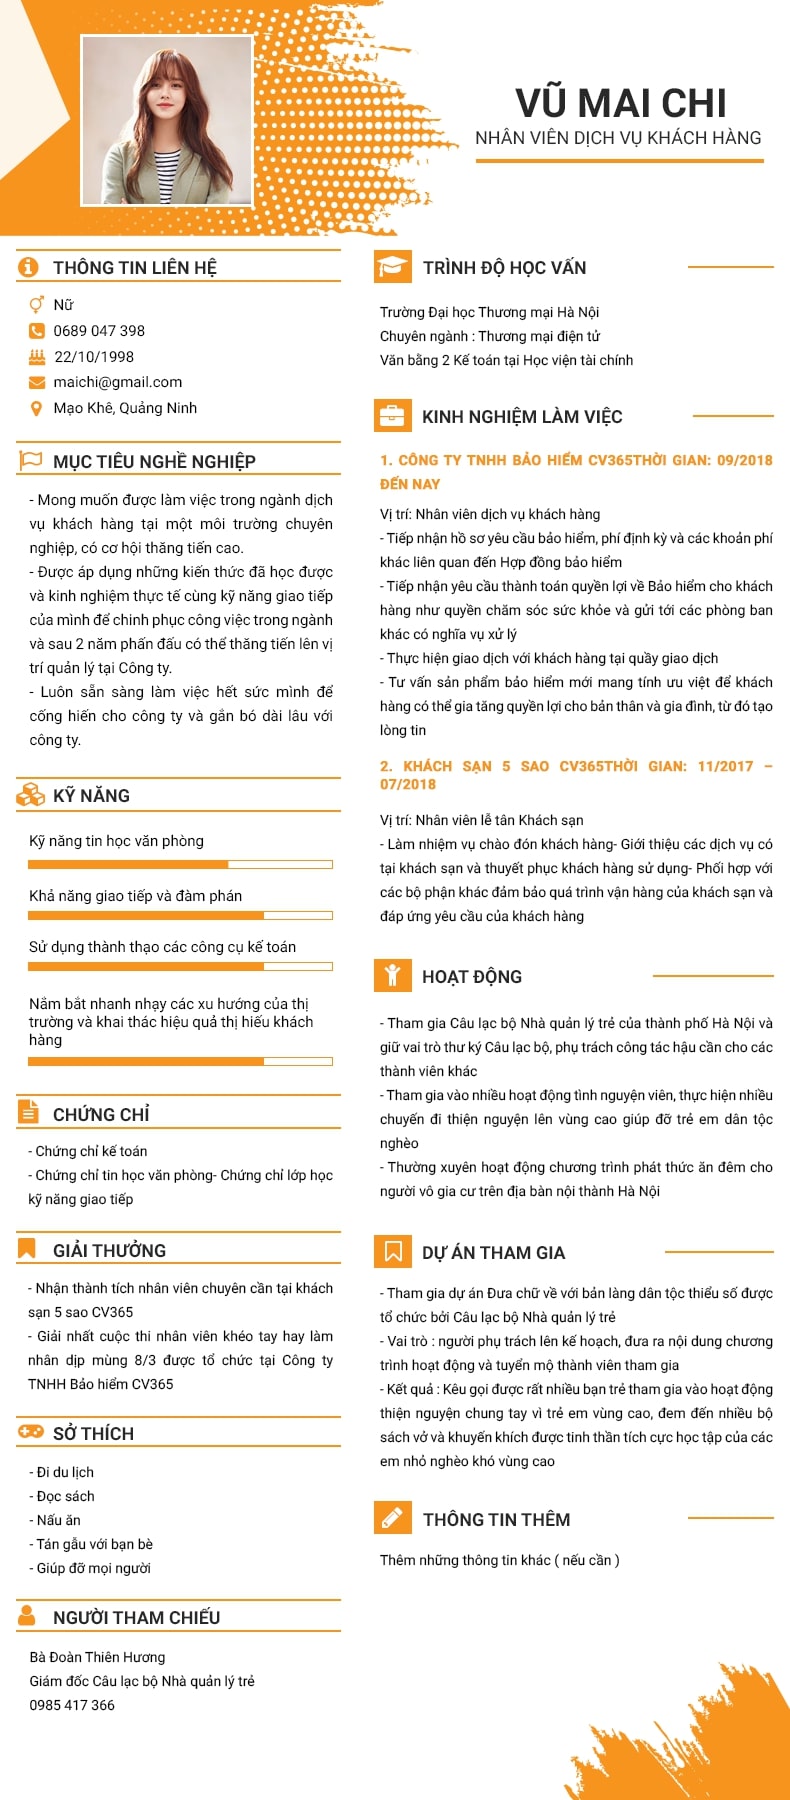 VŨ MAI CHI
NHÂN VIÊN DỊCH VỤ KHÁCH HÀNG
THÔNG TIN LIÊN HỆ
Nữ
0689 047 398
22/10/1998
maichi@gmail.com
Mạo Khê, Quảng Ninh
MỤC TIÊU NGHỀ NGHIỆP
- Mong muốn được làm việc trong ngành dịch
vụ khách hàng tại một môi trường chuyên
nghiệp, có cơ hội thăng tiến cao.
- Được áp dụng những kiến thức đã học được
và kinh nghiệm thực tế cùng kỹ năng giao tiếp
của mình để chinh phục công việc trong ngành
và sau 2 năm phấn đấu có thể thăng tiến lên vị
trí quản lý tại Công ty.
- Luôn sẵn sàng làm việc hết sức mình để
cống hiến cho công ty và gắn bó dài lâu với
công ty.
KỸ NĂNG
Kỹ năng tin học văn phòng
Khả năng giao tiếp và đàm phán
Sử dụng thành thạo các công cụ kế toán
Nắm bắt nhanh nhạy các xu hướng của thị
trường và khai thác hiệu quả thị hiếu khách
hàng
CHỨNG CHỈ
- Chứng chỉ kế toán
- Chứng chỉ tin học văn phòng- Chứng chỉ lớp học
kỹ năng giao tiếp
GIẢI THƯỞNG
- Nhận thành tích nhân viên chuyên cần tại khách
sạn 5 sao CV365
- Giải nhất cuộc thi nhân viên khéo tay hay làm
nhân dịp mùng 8/3 được tổ chức tại Công ty
TNHH Bảo hiểm CV365
SỞ THÍCH
- Đi du lịch
- Đọc sách
- Nấu ăn
- Tán gẫu với bạn bè
- Giúp đỡ mọi người
NGƯỜI THAM CHIẾU
Bà Đoàn Thiên Hương
Giám đốc Câu lạc bộ Nhà quản lý trẻ
0985 417 366
TRÌNH ĐỘ HỌC VẤN
Trường Đại học Thương mại Hà Nội
Chuyên ngành : Thương mại điện tử
Văn bằng 2 Kế toán tại Học viện tài chính
KINH NGHIỆM LÀM VIỆC
1. CÔNG TY TNHH BẢO HIỂM CV365THỜI GIAN: 09/2018
ĐẾN NAY
Vị trí: Nhân viên dịch vụ khách hàng
- Tiếp nhận hồ sơ yêu cầu bảo hiểm, phí định kỳ và các khoản phí
khác liên quan đến Hợp đồng bảo hiểm
- Tiếp nhận yêu cầu thành toán quyền lợi về Bảo hiểm cho khách
hàng như quyền chăm sóc sức khỏe và gửi tới các phòng ban
khác có nghĩa vụ xử lý
- Thực hiện giao dịch với khách hàng tại quầy giao dịch
- Tư vấn sản phẩm bảo hiểm mới mang tính ưu việt để khách
hàng có thể gia tăng quyền lợi cho bản thân và gia đình, từ đó tạo
lòng tin
2. KHÁCH SẠN 5 SAO CV365THỜI GIAN: 11/2017 –
07/2018
Vị trí: Nhân viên lễ tân Khách sạn
- Làm nhiệm vụ chào đón khách hàng- Giới thiệu các dịch vụ có
tại khách sạn và thuyết phục khách hàng sử dụng- Phối hợp với
các bộ phận khác đảm bảo quá trình vận hàng của khách sạn và
đáp ứng yêu cầu của khách hàng
HOẠT ĐỘNG
- Tham gia Câu lạc bộ Nhà quản lý trẻ của thành phố Hà Nội và
giữ vai trò thư ký Câu lạc bộ, phụ trách công tác hậu cần cho các
thành viên khác
- Tham gia vào nhiều hoạt động tình nguyện viên, thực hiện nhiều
chuyến đi thiện nguyện lên vùng cao giúp đỡ trẻ em dân tộc
nghèo
- Thường xuyên hoạt động chương trình phát thức ăn đêm cho
người vô gia cư trên địa bàn nội thành Hà Nội
DỰ ÁN THAM GIA
- Tham gia dự án Đưa chữ về với bản làng dân tộc thiểu số được
tổ chức bởi Câu lạc bộ Nhà quản lý trẻ
- Vai trò : người phụ trách lên kế hoạch, đưa ra nội dung chương
trình hoạt động và tuyển mộ thành viên tham gia
- Kết quả : Kêu gọi được rất nhiều bạn trẻ tham gia vào hoạt động
thiện nguyện chung tay vì trẻ em vùng cao, đem đến nhiều bộ
sách vở và khuyến khích được tinh thần tích cực học tập của các
em nhỏ nghèo khó vùng cao
THÔNG TIN THÊM
Thêm những thông tin khác ( nếu cần )